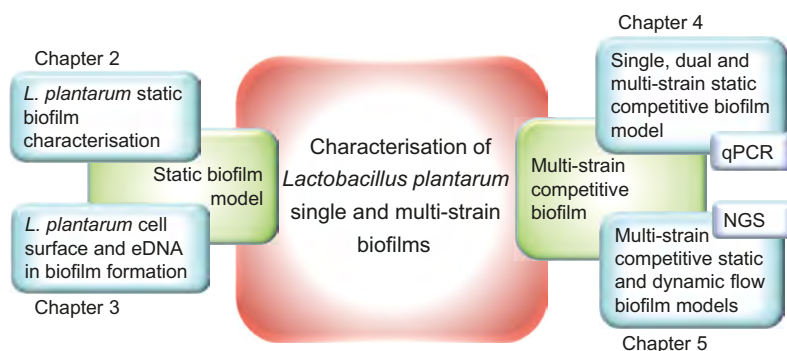 Chapter 2
L. plantarum static
biofilm
characterisation
Static biofilm
model
L. plantarum cell
surface and eDNA
in biofilm formation
Chapter 3
Characterisation of
Lactobacillus plantarum
single and multi-strain
biofilms
Chapter 4
Single, dual and
multi-strain static
competitive biofilm
model
qPCR
Multi-strain
competitive
biofilm
NGS
Multi-strain
competitive static
and dynamic flow
biofilm models
Chapter 5